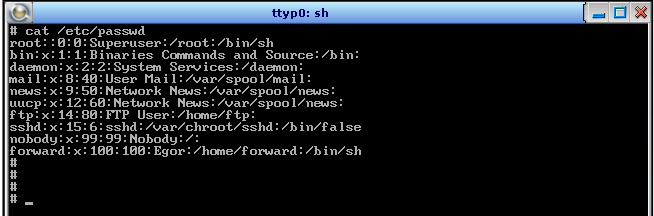 ttyp0: sh
# cat /etc/passwd
root::0:0:Superuser:/root:/bin/sh
bin:x:1:1:Binaries Commands and Source:/bin:
daemon:x:2:2:System Services:/daemon:
mail:x:8:40:User Mail:/var/spool/mail:
news:x:9:50:Network News:/var/spool/news:
uucp:x:12:60:Network News:/var/spool/news:
ftp:x:14:80:FTP User:/home/ftp:
sshd:x:15:6:sshd:/var/chroot/sshd:/bin/false
nobody:x:99:99:Nobody:/:
forward:x:100:100:Egor:/home/forward:/bin/sh
#
#
#
# _